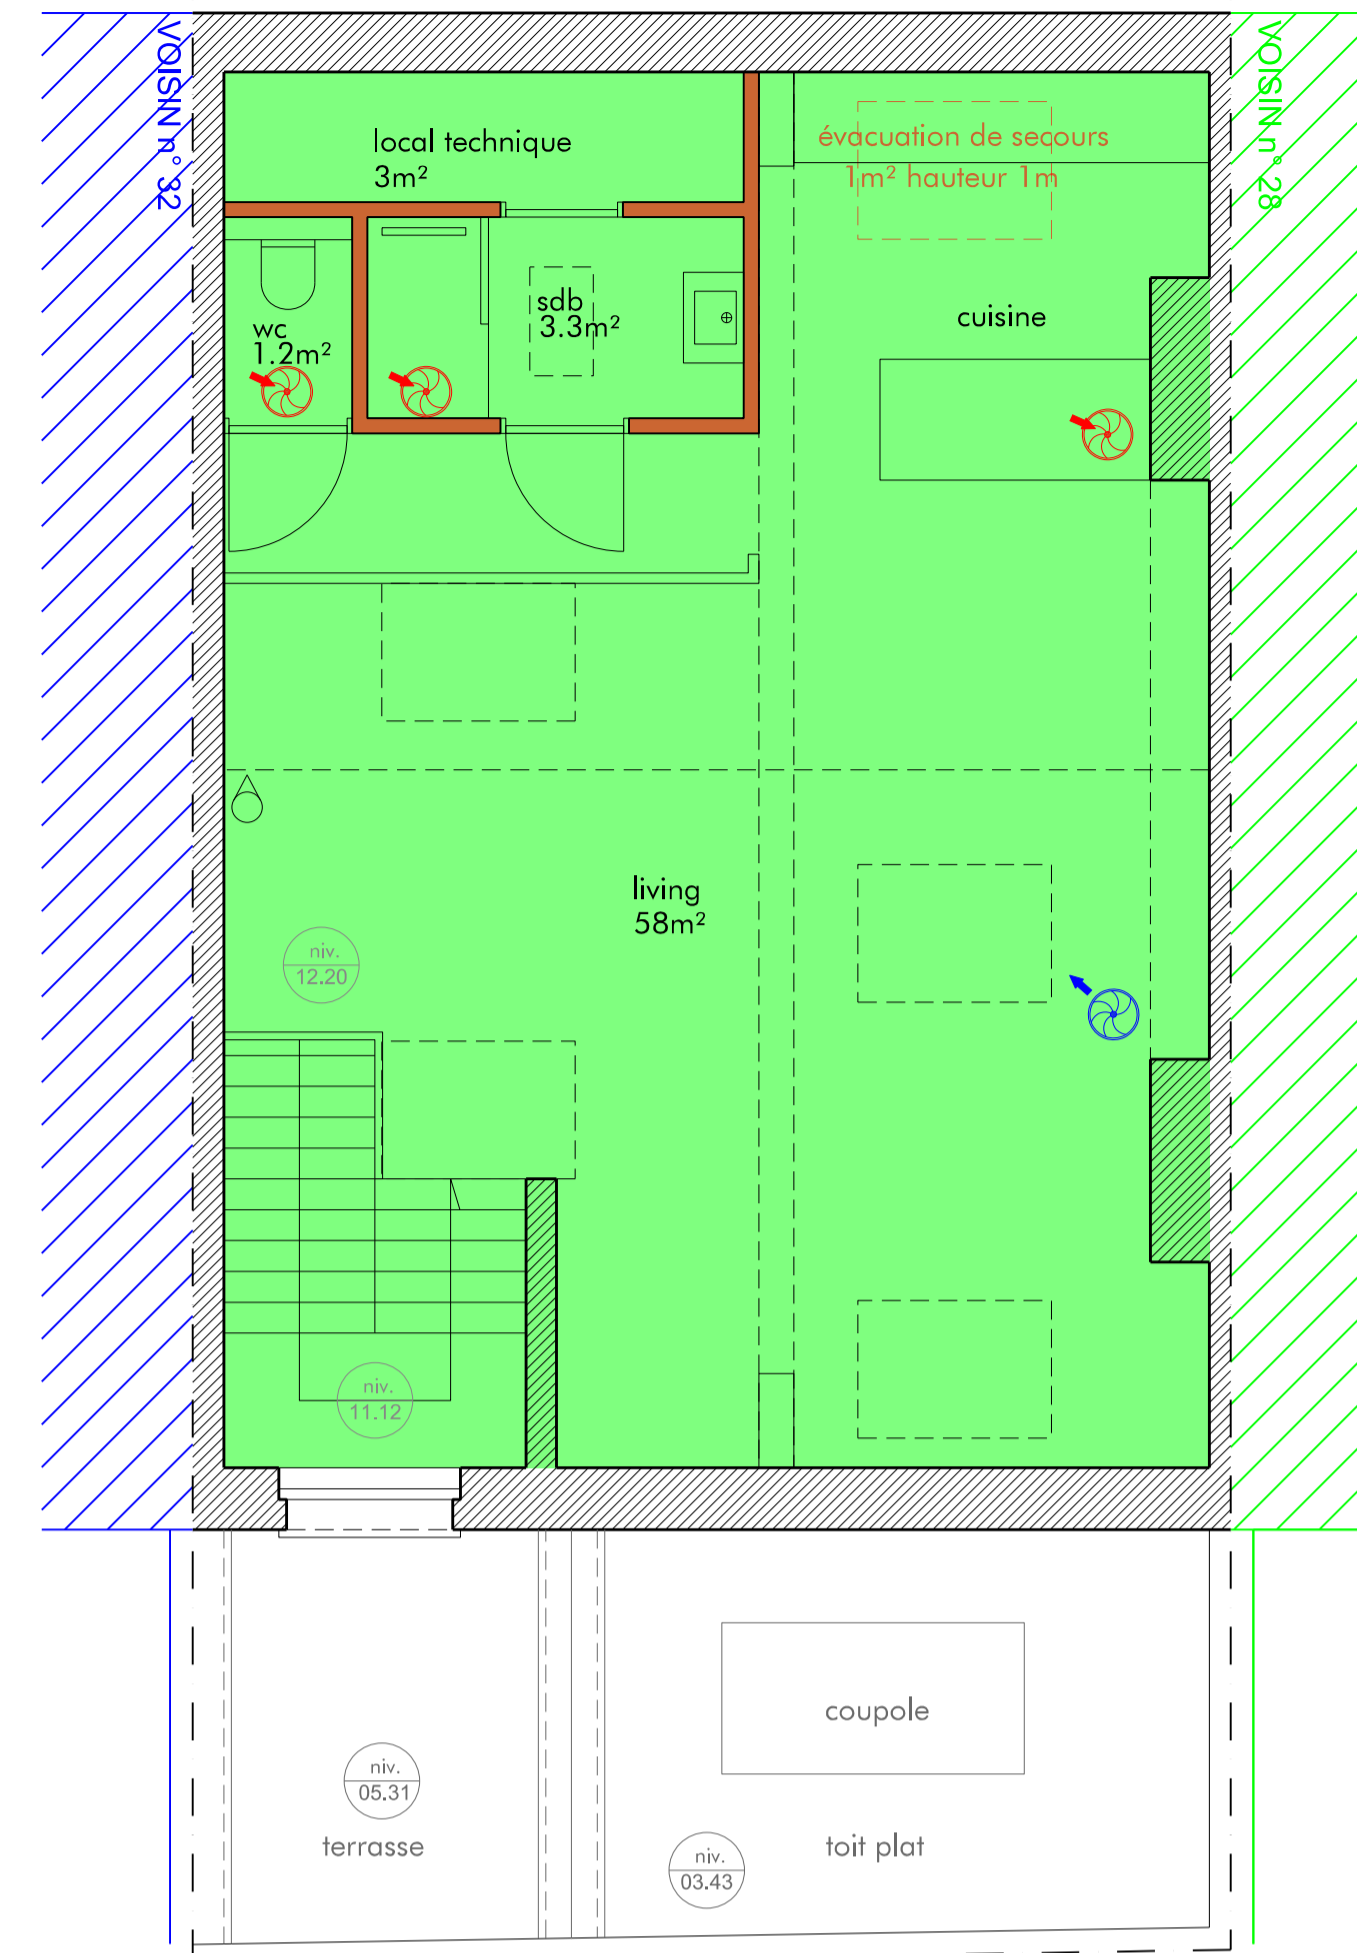 VOISIN n° 32
VOISIN n° 28
local technique
3m²
évacuation de secours
1m² hauteur 1m
sdb
3.3m²
wc
1.2m²
cuisine
living
58m²
niv.
12.20
niv.
11.12
coupole
niv.
05.31
terrasse
toit plat
niv.
03.43